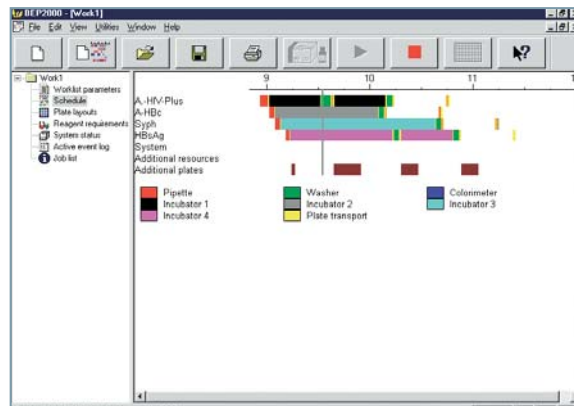 DEP2000 - [Work1]
File Edit View Utilities Window Help
Work1
Worklist parameters
Schedule
Plate layouts
Reagent requirements
System status
Active event log
Job list
9 10 11
A.-HIV-Plus
A-HBc
Syph
HBsAg
System
Additional resources
Additional plates
Pipette Washer Colorimeter
Incubator 1 Incubator 2 Incubator 3
Incubator 4 Plate transport